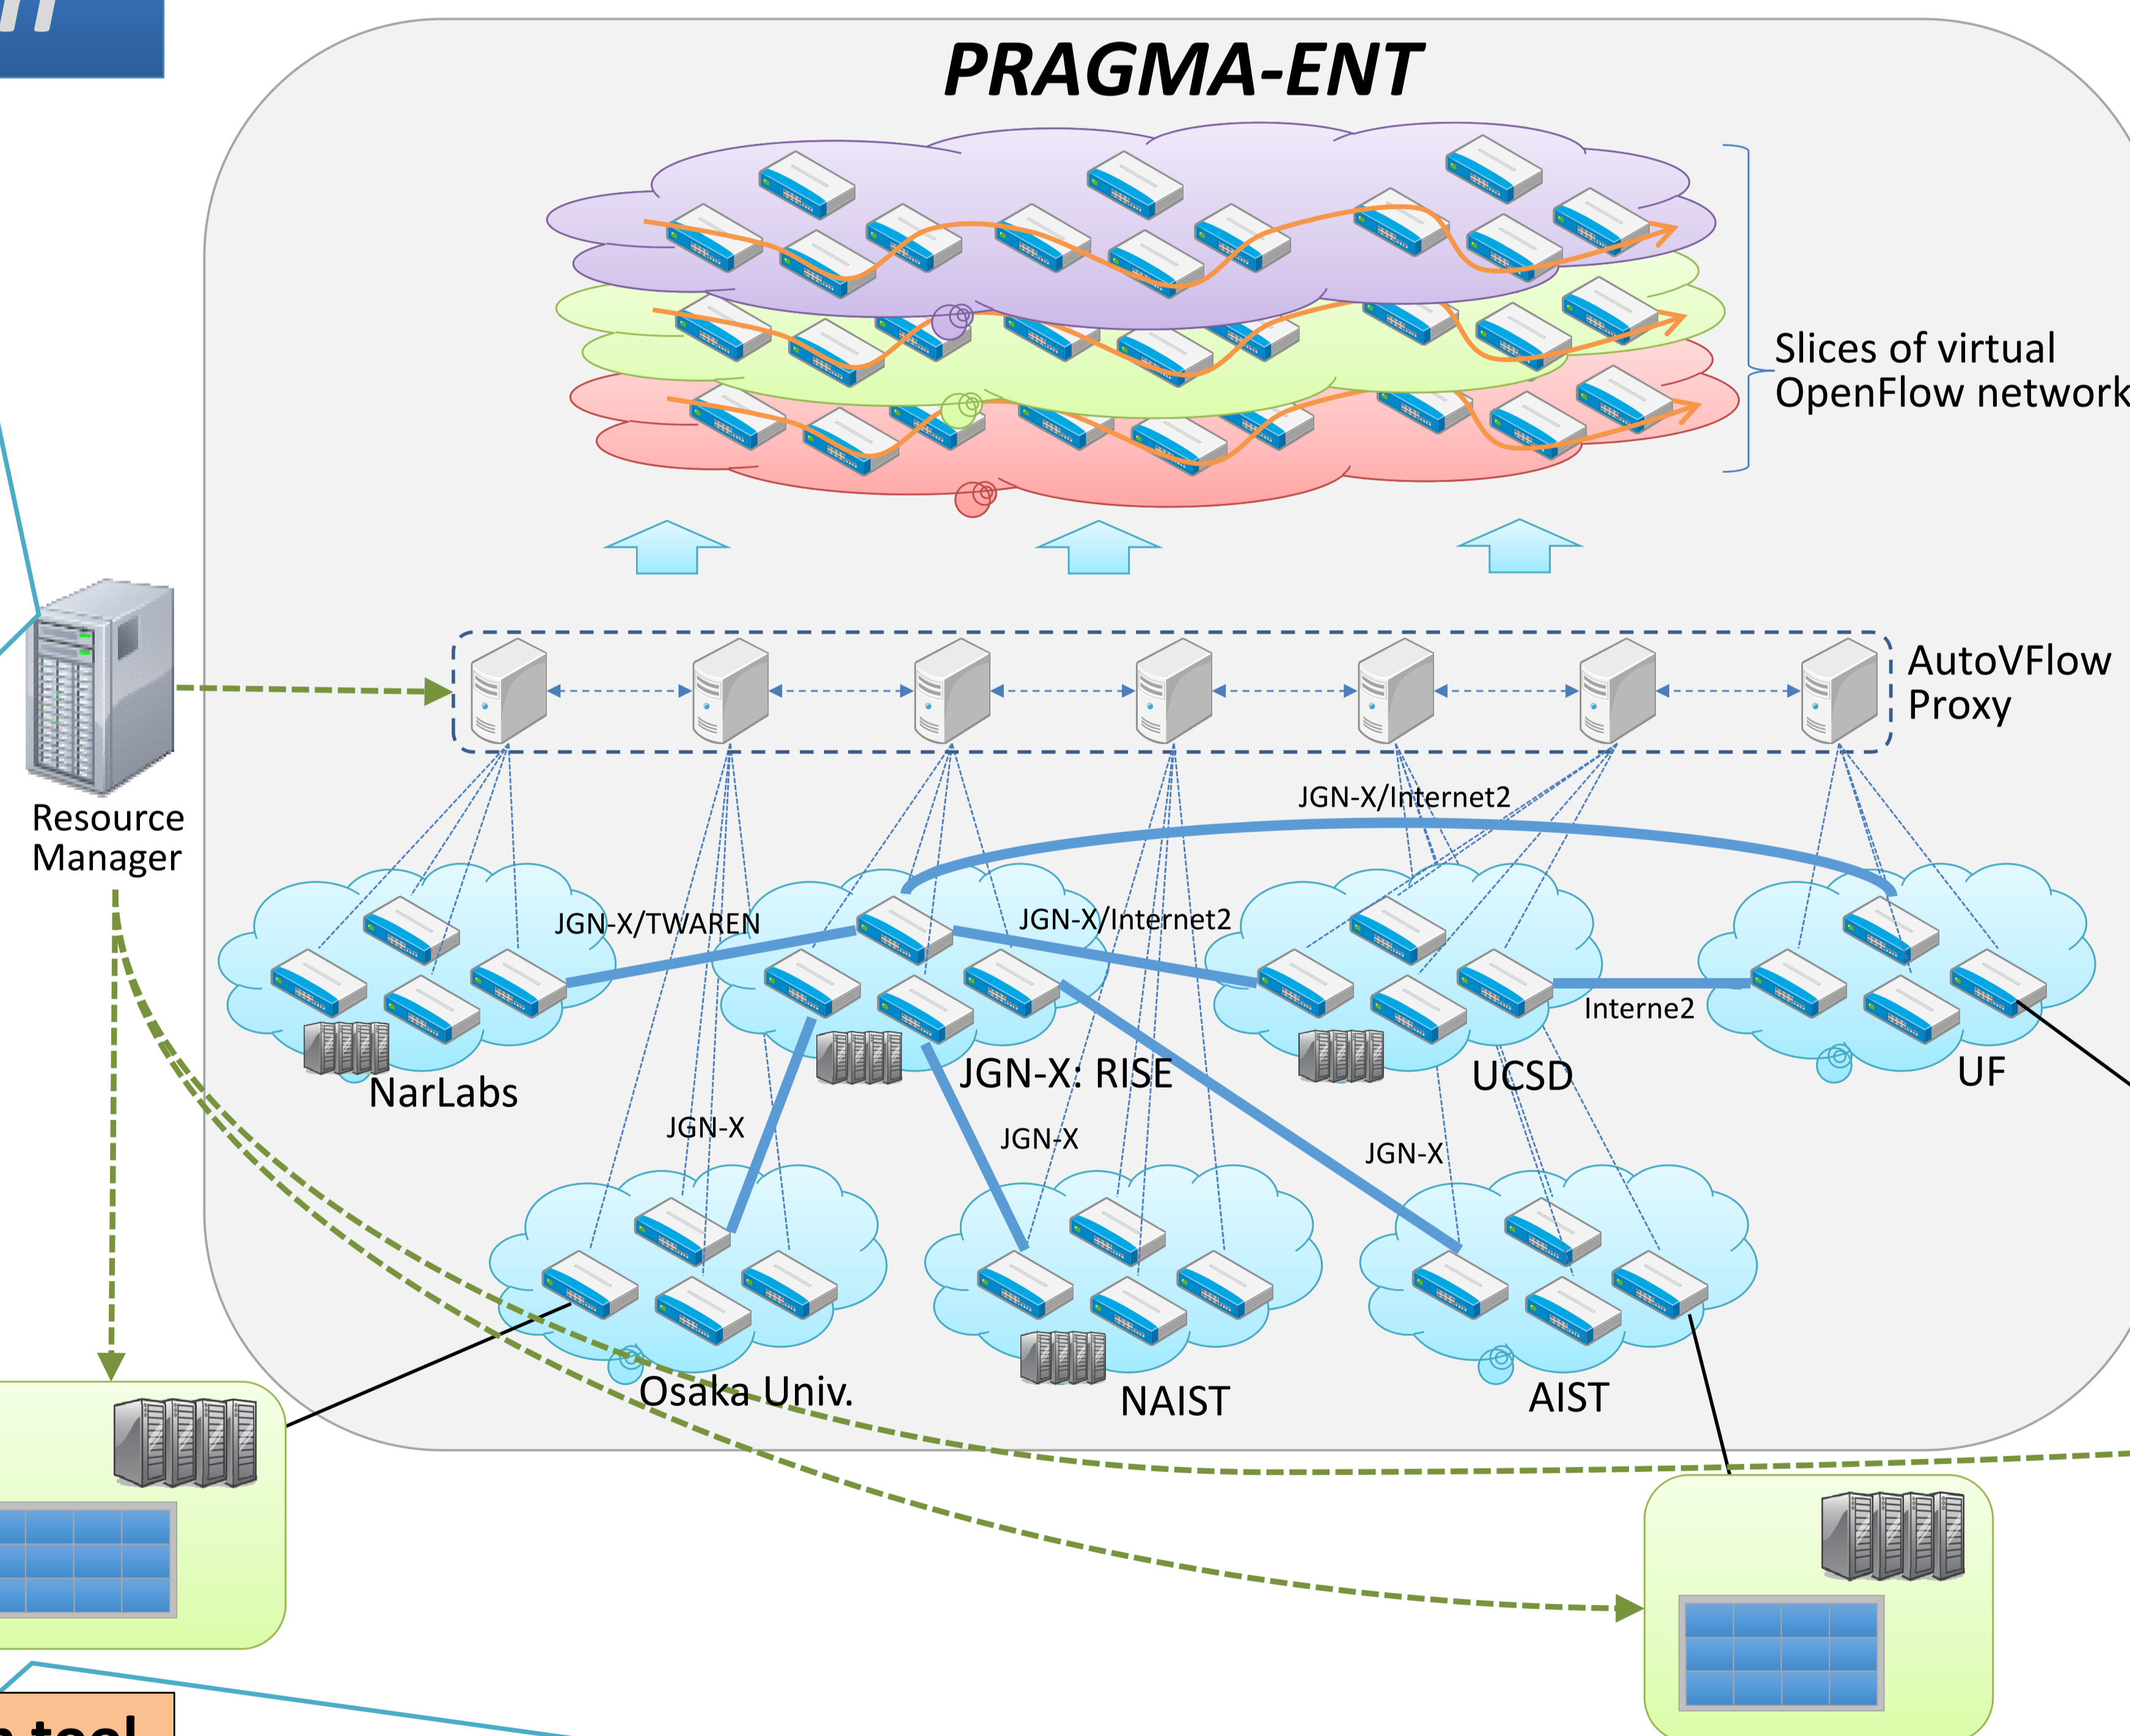 PRAGMA-ENT
Slices of virtual
OpenFlow network
AutoVFlow
Proxy
Resource
Manager
JGN-X/Internet2
JGN-X/TWAREN
JGN-X/Internet2
Interne2
NarLabs
JGN-X: RISE
UCSD
UF
JGN-X
JGN-X
JGN-X
Osaka Univ.
NAIST
AIST
tool